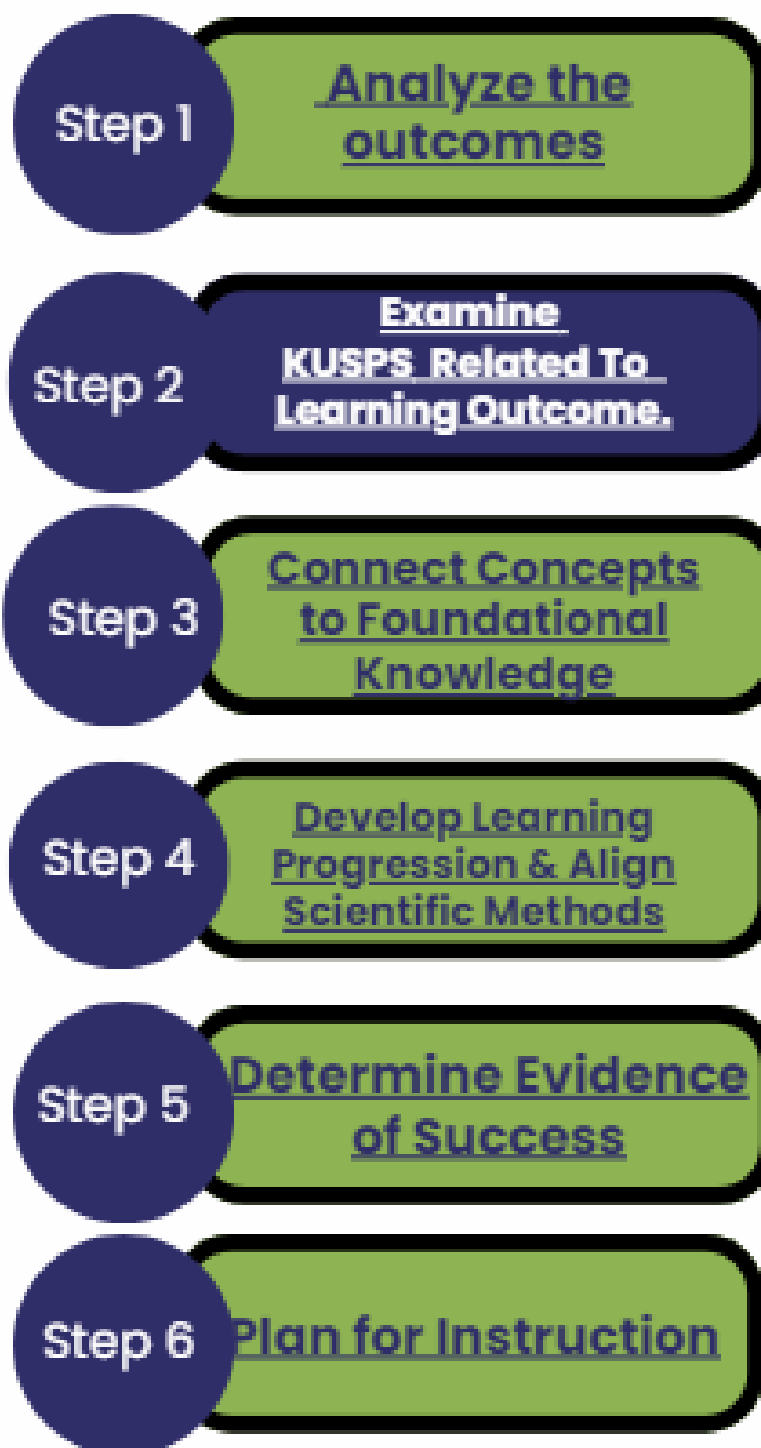 Step 1
Analyze the
outcomes
Step 2
Examine
KUSPS Related To
Learning Outcome.
Step 3
Connect Concepts
to Foundational
Knowledge
Step 4
Develop Learning
Progression & Align
Scientific Methods
Step 5
Determine Evidence
of Success
Step 6
Plan for Instruction